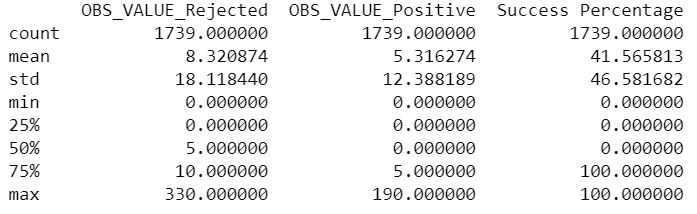 OBS_VALUE_Rejected OBS_VALUE_Positive Success Percentage
count 1739.000000 1739.000000 1739.000000
mean 8.320874 5.316274 41.565813
std 18.118440 12.388189 46.581682
min 0.000000 0.000000 0.000000
25% 0.000000 0.000000 0.000000
50% 5.000000 0.000000 0.000000
75% 10.000000 5.000000 100.000000
max 330.000000 190.000000 100.000000